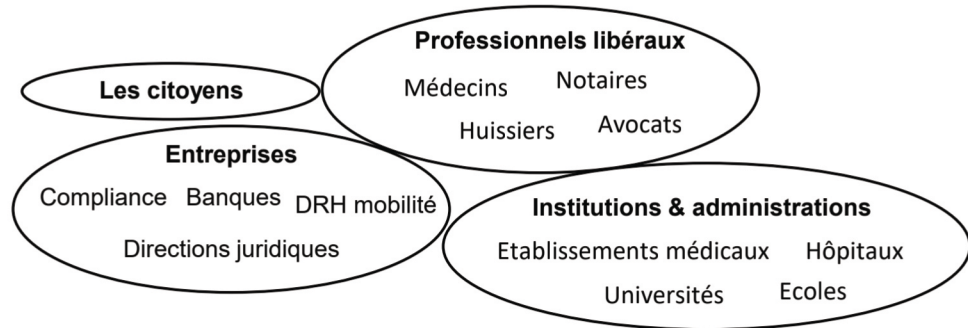 Professionnels libéraux
Médecins Notaires
Huissiers Avocats
Les citoyens
Entreprises
Compliance Banques DRH mobilité
Directions juridiques
Institutions & administrations
Etablissements médicaux Hôpitaux
Universités Ecoles